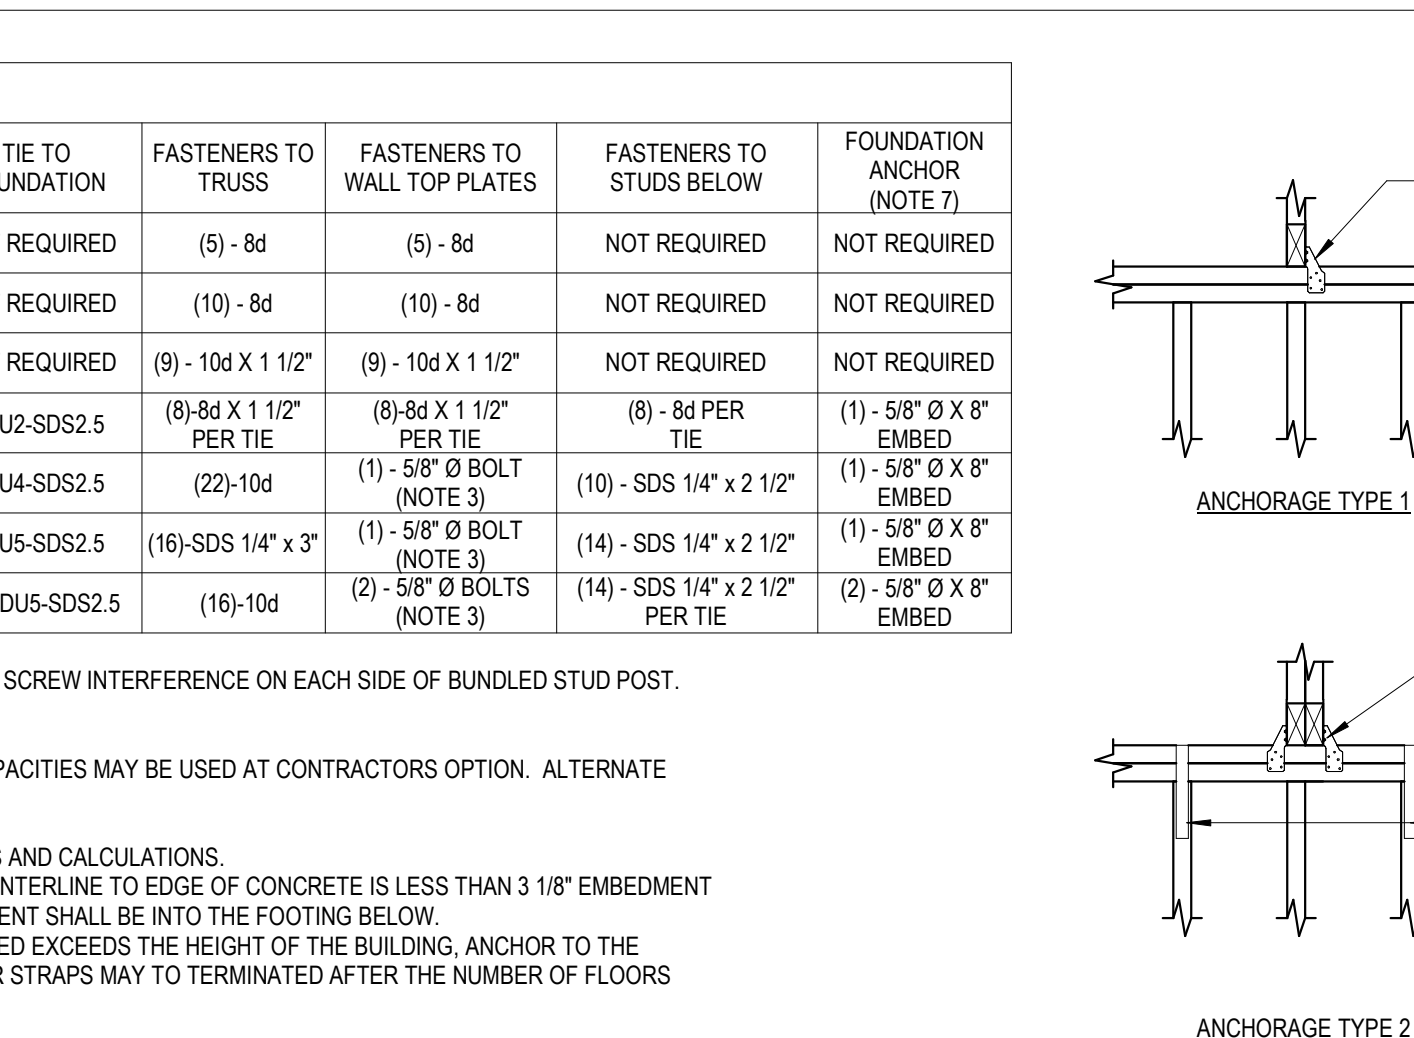 TIE TO
UNDATION
FASTENERS TO
TRUSS
FASTENERS TO
WALL TOP PLATES
FASTENERS TO
STUDS BELOW
FOUNDATION
ANCHOR
(NOTE 7)
REQUIRED
(5) - 8d
(5) - 8d
NOT REQUIRED
NOT REQUIRED
REQUIRED
(10) - 8d
(10) - 8d
NOT REQUIRED
NOT REQUIRED
REQUIRED
(9) - 10d X 1 1/2"
(9) - 10d X 1 1/2"
NOT REQUIRED
NOT REQUIRED
U2-SDS2.5
(8)-8d X 1 1/2"
PER TIE
(8)-8d X 1 1/2"
PER TIE
(8) - 8d PER
TIE
(1) - 5/8" Ø X 8"
EMBED
U4-SDS2.5
(22)-10d
(1) - 5/8" Ø BOLT
(NOTE 3)
(10) - SDS 1/4" x 2 1/2"
(1) - 5/8" Ø X 8"
EMBED
U5-SDS2.5
(16)-SDS 1/4" x 3"
(1) - 5/8" Ø BOLT
(NOTE 3)
(14) - SDS 1/4" x 2 1/2"
(1) - 5/8" Ø X 8"
EMBED
DU5-SDS2.5
(16)-10d
(2) - 5/8" Ø BOLTS
(NOTE 3)
(14) - SDS 1/4" x 2 1/2"
PER TIE
(2) - 5/8" Ø X 8"
EMBED
SCREW INTERFERENCE ON EACH SIDE OF BUNDLED STUD POST.
PACITIES MAY BE USED AT CONTRACTORS OPTION. ALTERNATE
S AND CALCULATIONS.
NTERLINE TO EDGE OF CONCRETE IS LESS THAN 3 1/8" EMBEDMENT
ENT SHALL BE INTO THE FOOTING BELOW.
ED EXCEEDS THE HEIGHT OF THE BUILDING, ANCHOR TO THE
R STRAPS MAY TO TERMINATED AFTER THE NUMBER OF FLOORS
ANCHORAGE TYPE 1
ANCHORAGE TYPE 2